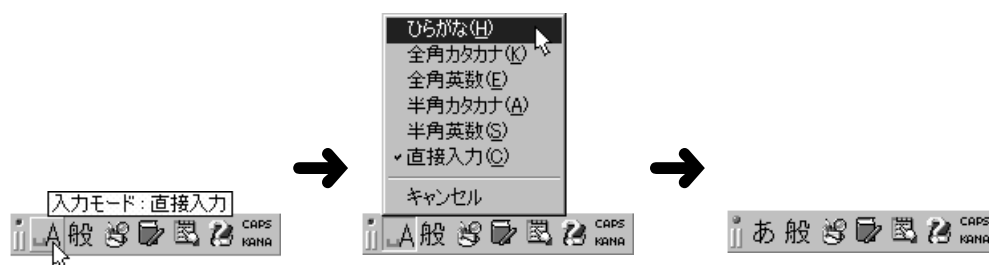 入力モード : 直接入力
A 般 CAPS
KANA
ひらがな(H)
全角カタカナ(K)
全角英数(E)
半角カタカナ(A)
半角英数(S)
✓直接入力(C)
キャンセル
A 般 CAPS
KANA
あ 般 CAPS
KANA